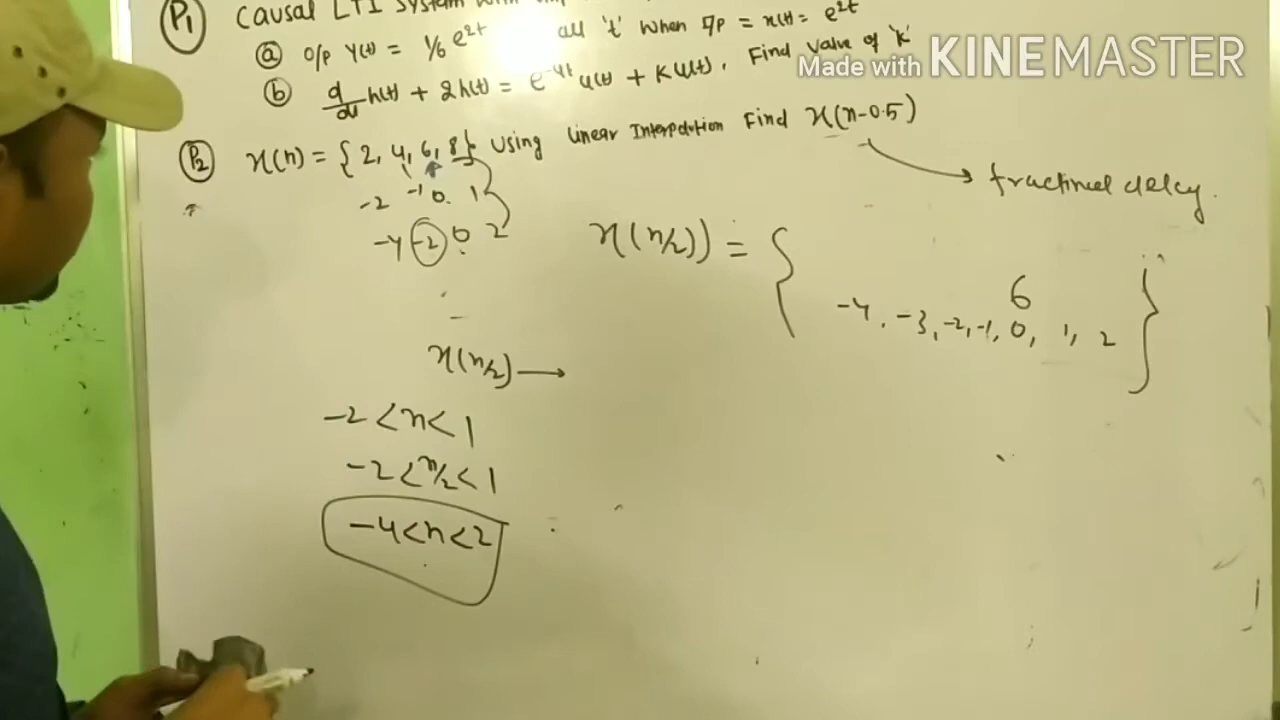 P1 Causal LTI System with
(a) O/p y(t) = 1/6 e^2t all 't' when I/P = x(t) = e^2t
(b) d/dt h(t) + 2h(t) = e^-4t u(t) + K u(t), Find Value of 'K'
Made with KINEMASTER
P2 x(n) = {2, 4, 6, 8} Using Linear Interpolation Find x(n-0.5)
↑
-2 -1 0 1
→ fractional delay.
-4 -2 0 2
x(n/2)) = {
6
-4, -3, -2, -1, 0, 1, 2 }
x(n/2) →
-2 < n < 1
-2 < n/2 < 1
-4 < n < 2